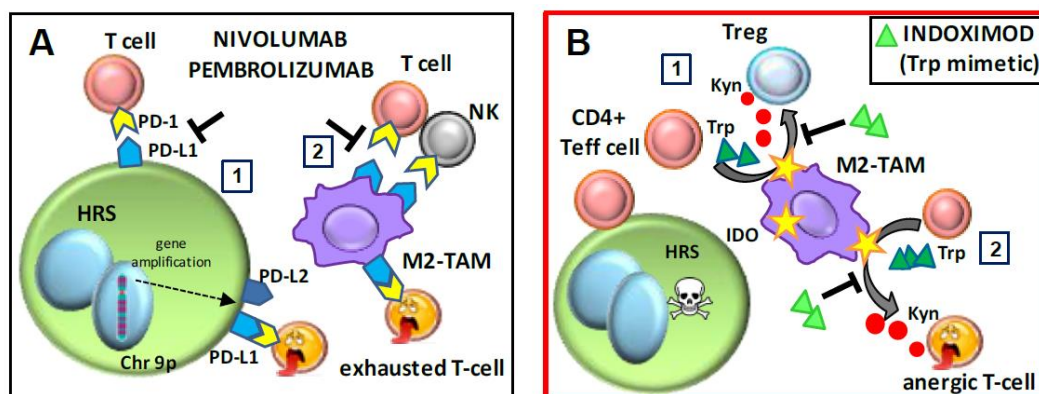 A
T cell
NIVOLUMAB
PEMBROLIZUMAB
T cell
NK
PD-1
PD-L1
1
2
HRS
gene
amplification
M2-TAM
PD-L2
PD-L1
Chr 9p
exhausted T-cell
B
Treg
INDOXIMOD
(Trp mimetic)
1
Kyn
CD4+
Teff cell
Trp
M2-TAM
IDO
HRS
Trp
2
Kyn
anergic T-cell